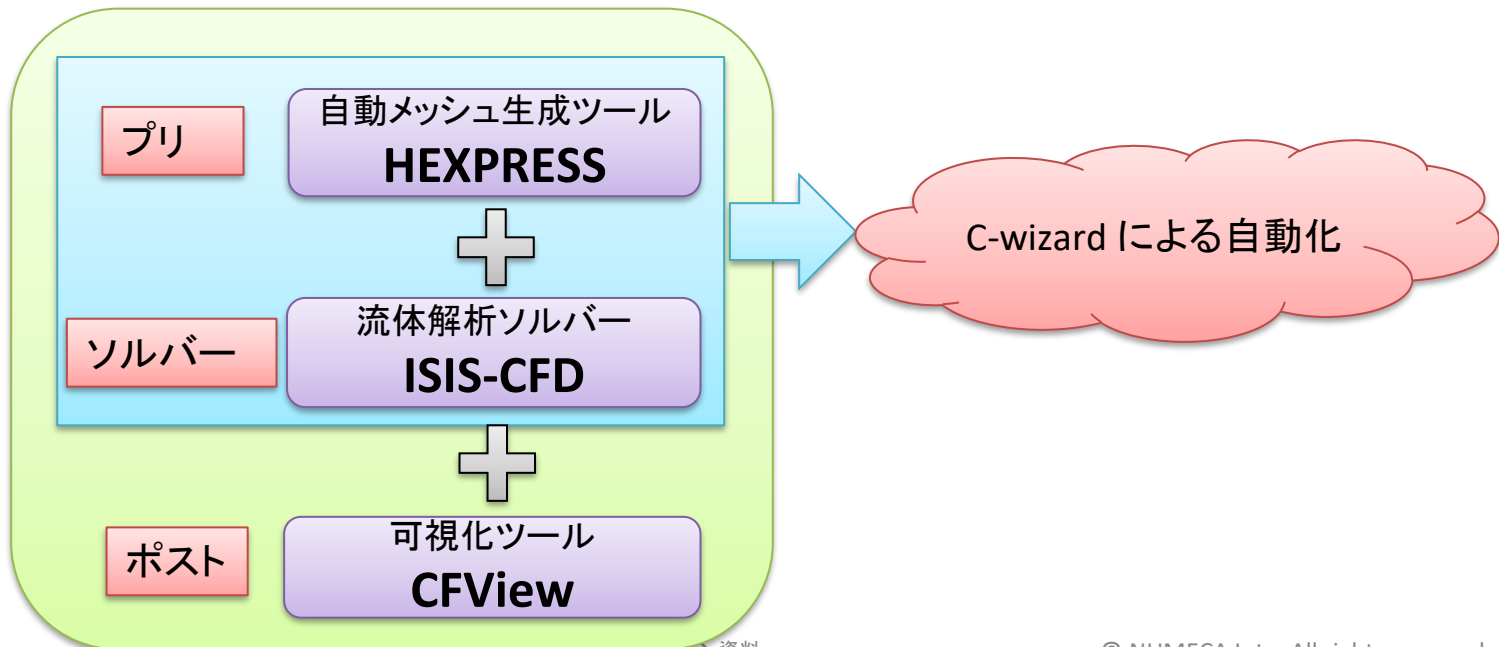 プリ
自動メッシュ生成ツール
HEXPRESS
C-wizard による自動化
ソルバー
流体解析ソルバー
ISIS-CFD
ポスト
可視化ツール
CFView
資料